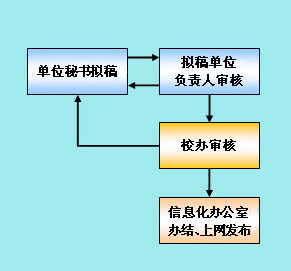 单位秘书拟稿
拟稿单位
负责人审核
校办审核
信息化办公室
办结、上网发布